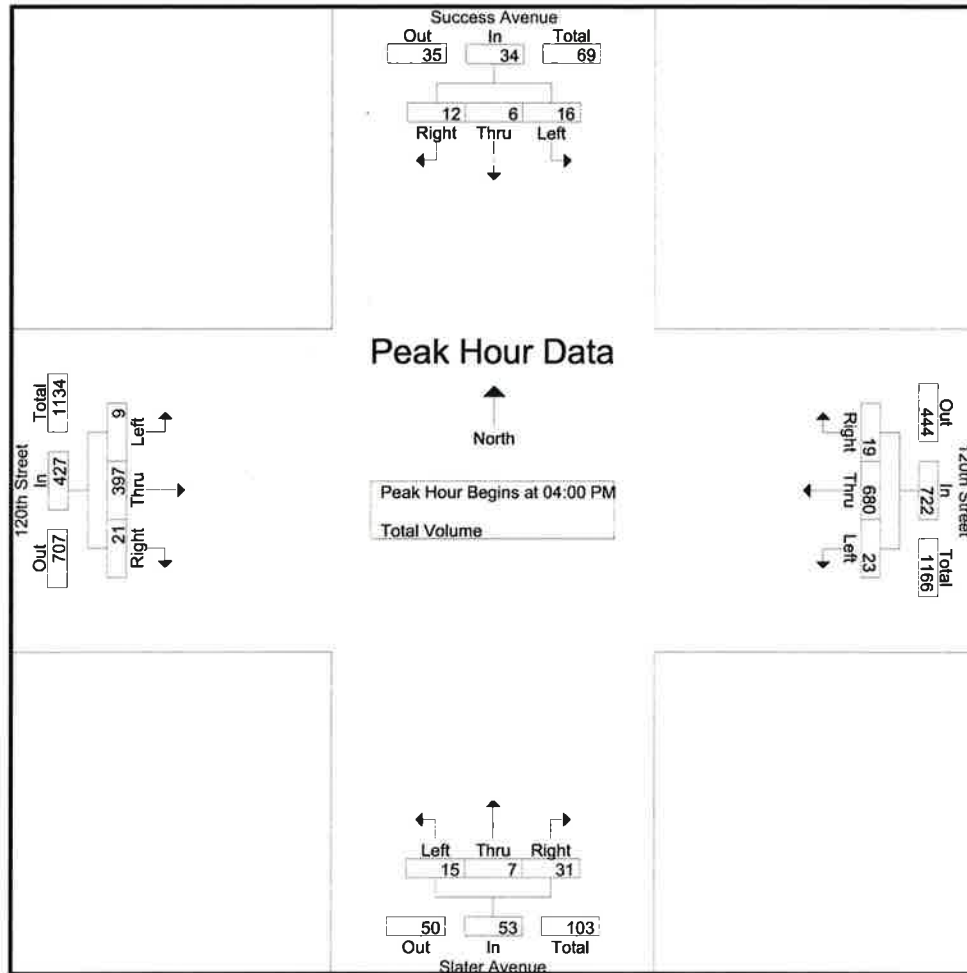 Success Avenue
Out In Total
35 34 69
12 6 16
Right Thru Left
Peak Hour Data
North
Peak Hour Begins at 04:00 PM
Total Volume
120th Street
Out In Total
707 427 1134
21 397 9
Right Thru Left
120th Street
Out In Total
444 722 1166
19 680 23
Right Thru Left
Left Thru Right
15 7 31
50 53 103
Out In Total
Slater Avenue